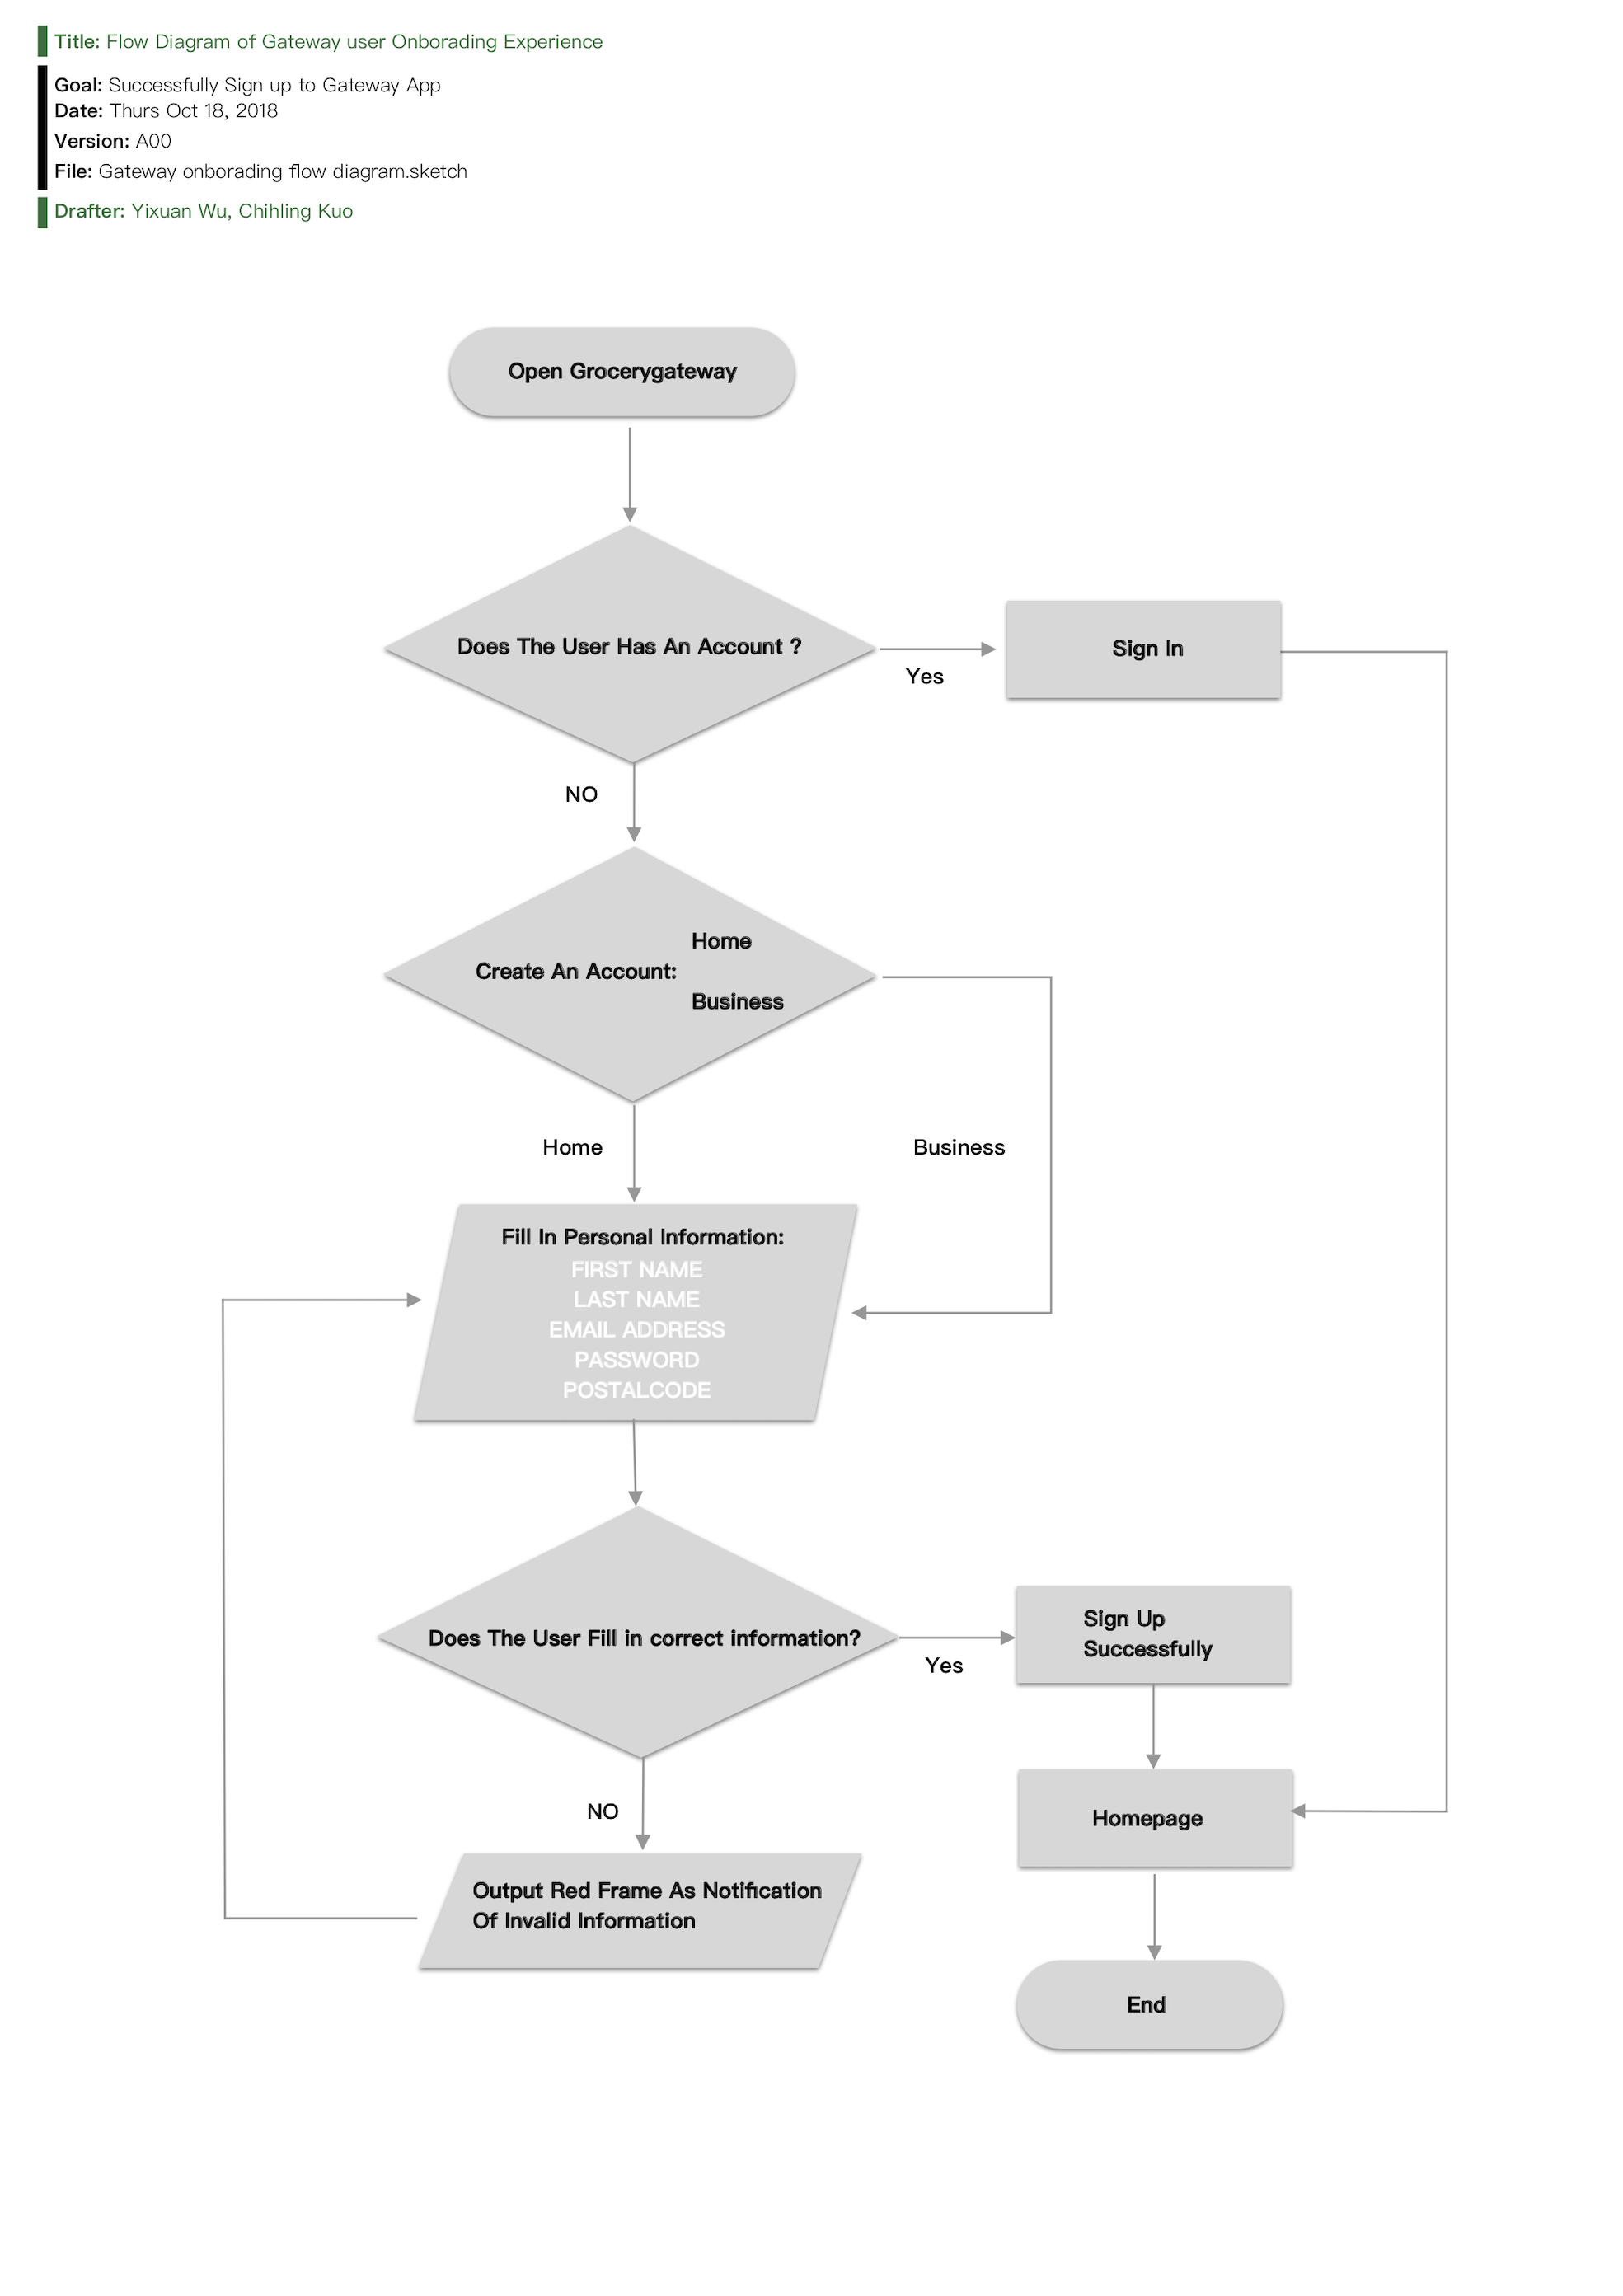 Title: Flow Diagram of Gateway user Onborading Experience
Goal: Successfully Sign up to Gateway App
Date: Thurs Oct 18, 2018
Version: A00
File: Gateway onborading flow diagram.sketch
Drafter: Yixuan Wu, Chihling Kuo
Open Grocerygateway
Does The User Has An Account ?
Yes
Sign In
NO
Home
Create An Account:
Business
Home
Business
Fill In Personal Information:
FIRST NAME
LAST NAME
EMAIL ADDRESS
PASSWORD
POSTALCODE
Does The User Fill in correct information?
Yes
Sign Up
Successfully
NO
Homepage
Output Red Frame As Notification
Of Invalid Information
End